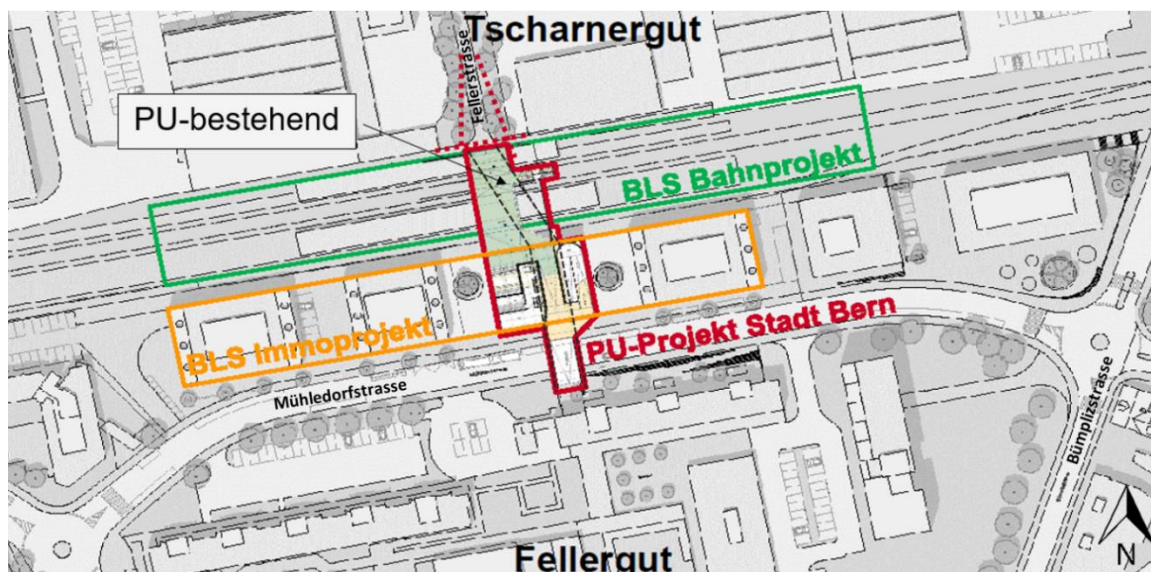 Tscharnergut
Fellerstrasse
PU-bestehend
BLS Bahnprojekt
BLS Immoprojekt
PU-Projekt Stadt Bern
Mühledorfstrasse
Bümplizstrasse
Fellergut
N